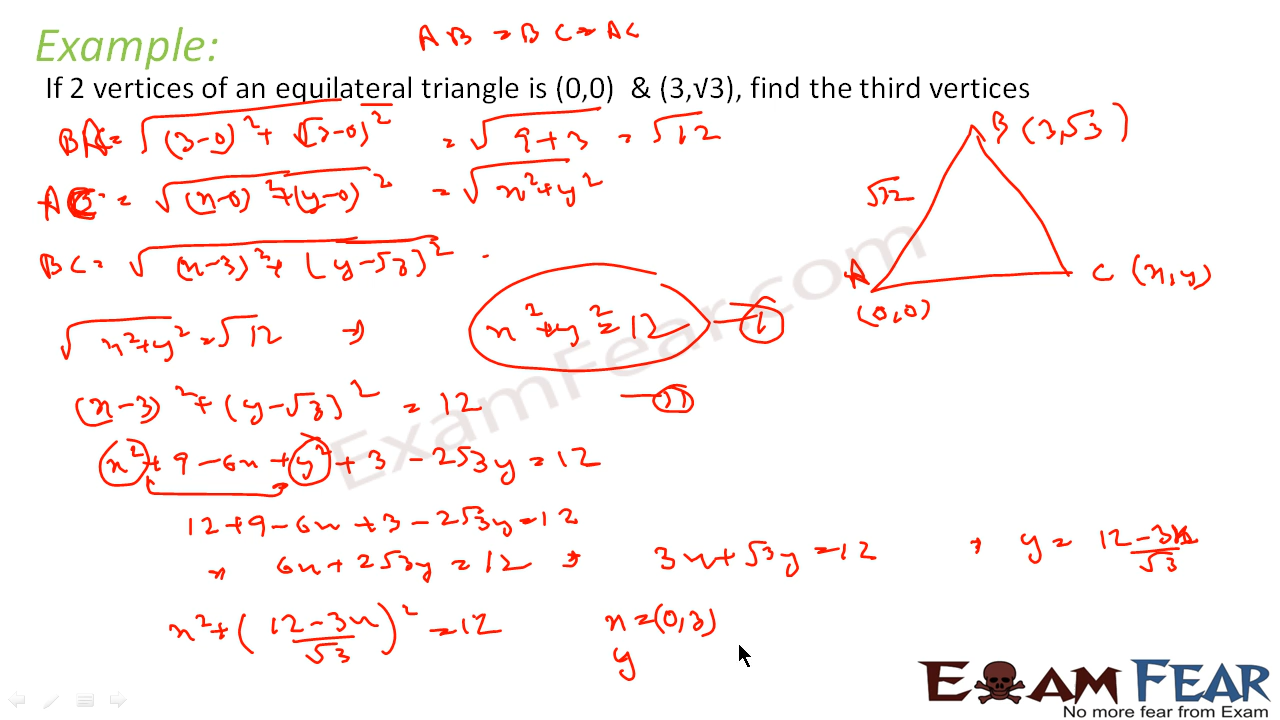 Example:
AB = BC = AC
If 2 vertices of an equilateral triangle is (0,0) & (3,√3), find the third vertices
BA = √(3-0)² + (√3-0)² = √9+3 = √12
AC = √(x-0)² + (y-0)² = √x²+y²
BC = √(x-3)² + (y-√3)²
B (3,√3)
√12
A
(0,0)
C (x,y)
√x²+y² = √12 ⇒ x²+y² = 12 — (i)
(x-3)² + (y-√3)² = 12 — (ii)
x² + 9 - 6x + y² + 3 - 2√3y = 12
12 + 9 - 6x + 3 - 2√3y = 12
⇒ 6x + 2√3y = 12 ⇒ 3x + √3y = 12 ⇒ y = 12-3x/√3
x² + (12-3x/√3)² = 12 x = (0,3)
y
ExamFear.com
EXAM FEAR
No more fear from Exam